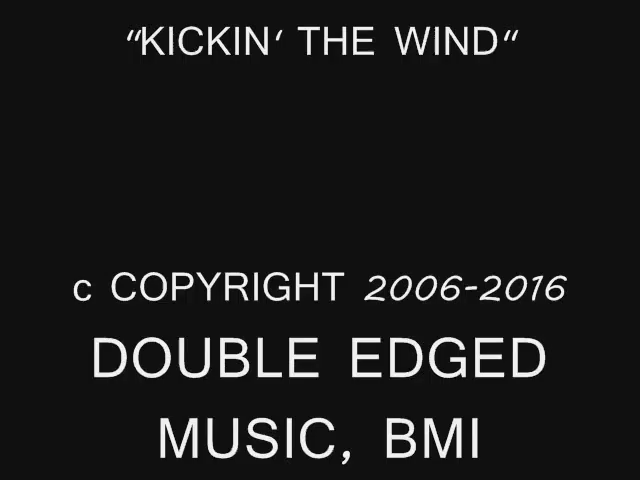 "KICKIN' THE WIND"
c COPYRIGHT 2006-2016
DOUBLE EDGED
MUSIC, BMI